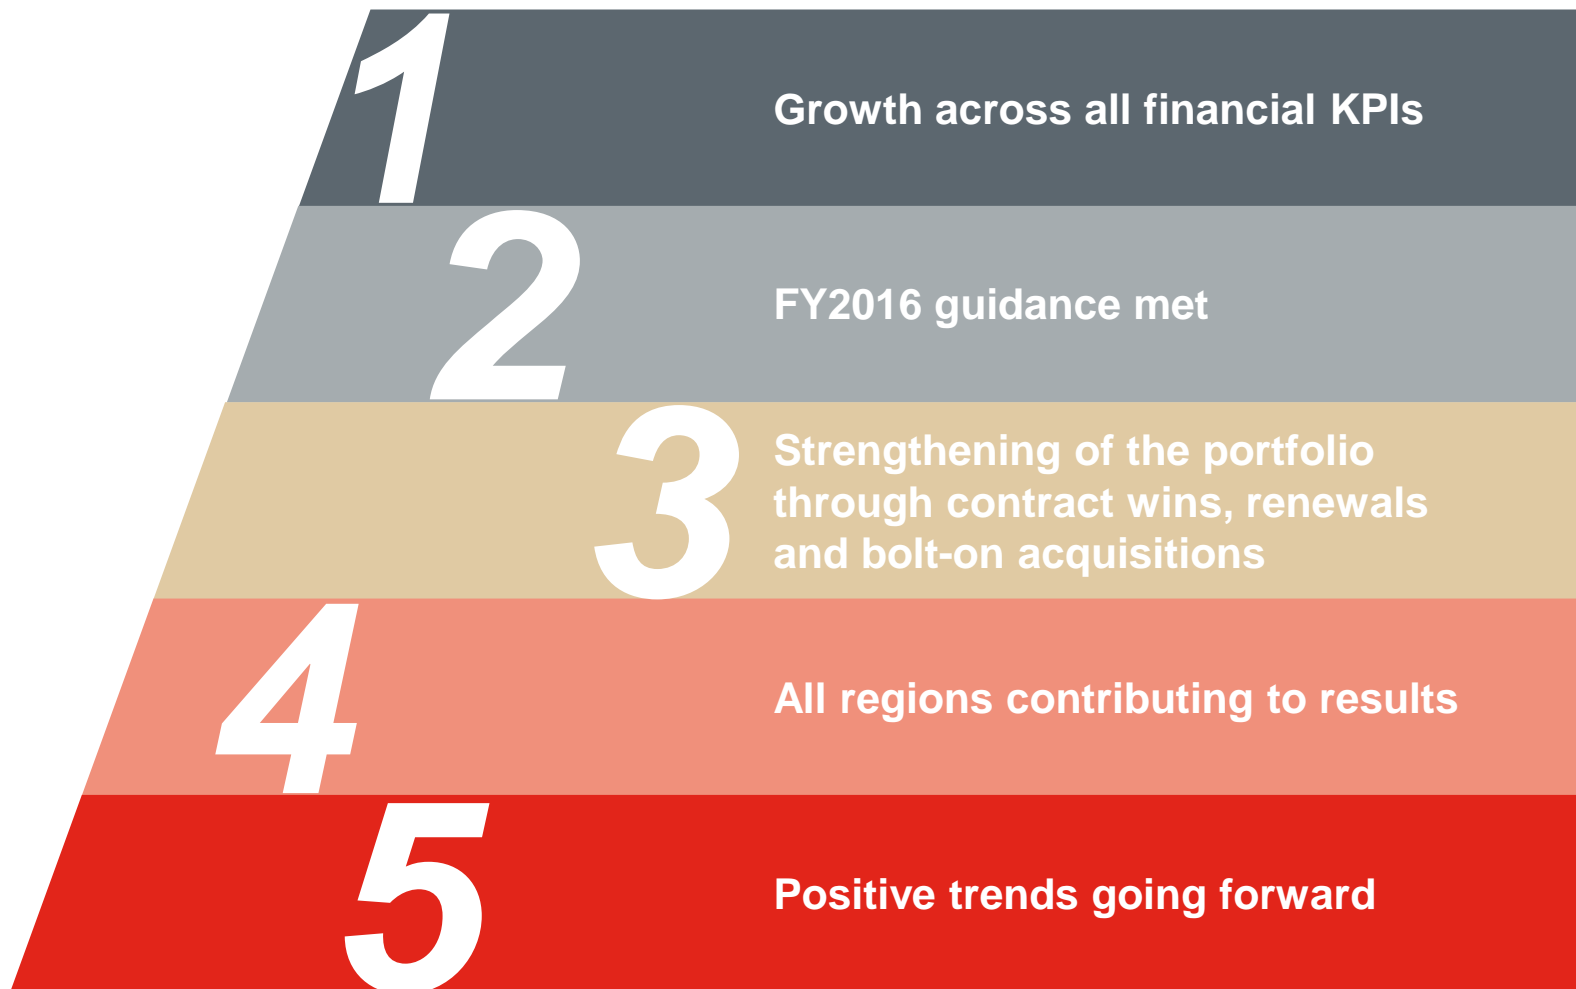 1
Growth across all financial KPIs
2
FY2016 guidance met
3
Strengthening of the portfolio
through contract wins, renewals
and bolt-on acquisitions
4
All regions contributing to results
5
Positive trends going forward